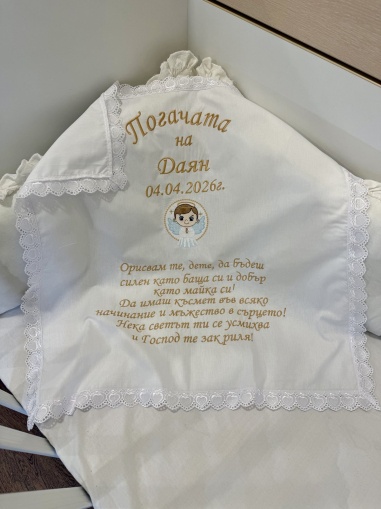 Погачата
на
Даян
04.04.2026г.
Орисвам те, дете, да бъдеш
силен като баща си и добър
като майка си!
Да имаш късмет във всяко
начинание и мъжество в сърцето!
Нека светът ти се усмихва
и Господ те закриля!